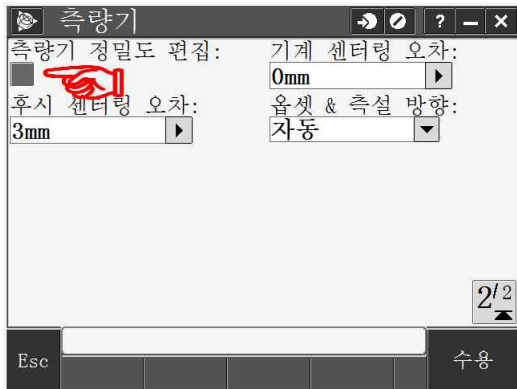 측량기
? – ×
측량기 정밀도 편집: 기계 센터링 오차:
0mm
후시 센터링 오차: 옵셋 & 측설 방향:
3mm 자동
2/2
Esc 수용